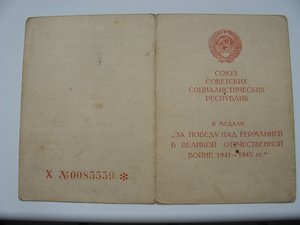 СОЮЗ
СОВЕТСКИХ
СОЦИАЛИСТИЧЕСКИХ
РЕСПУБЛИК
К МЕДАЛИ
„ЗА ПОБЕДУ НАД ГЕРМАНИЕЙ
В ВЕЛИКОЙ ОТЕЧЕСТВЕННОЙ
ВОЙНЕ 1941—1945 гг.“
Х №0085559 *